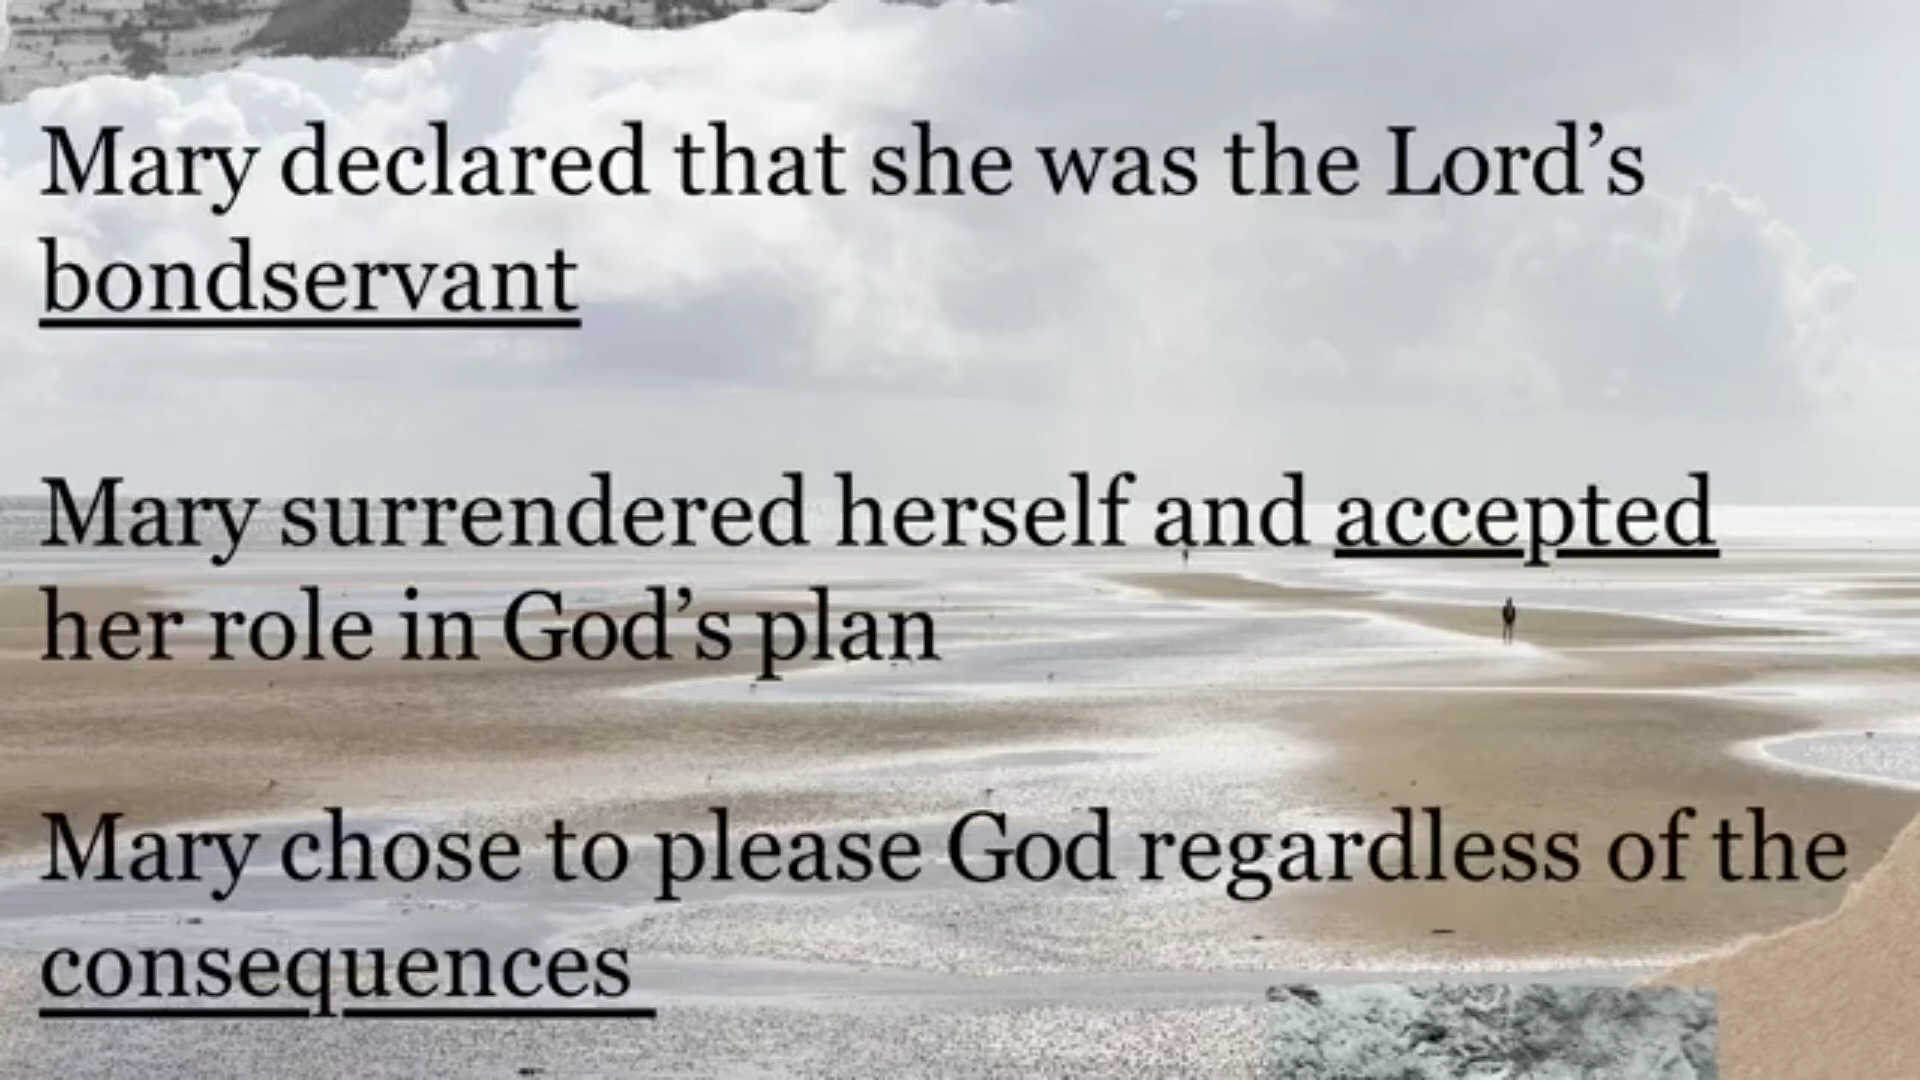 Mary declared that she was the Lord’s
bondservant
Mary surrendered herself and accepted
her role in God’s plan
Mary chose to please God regardless of the
consequences